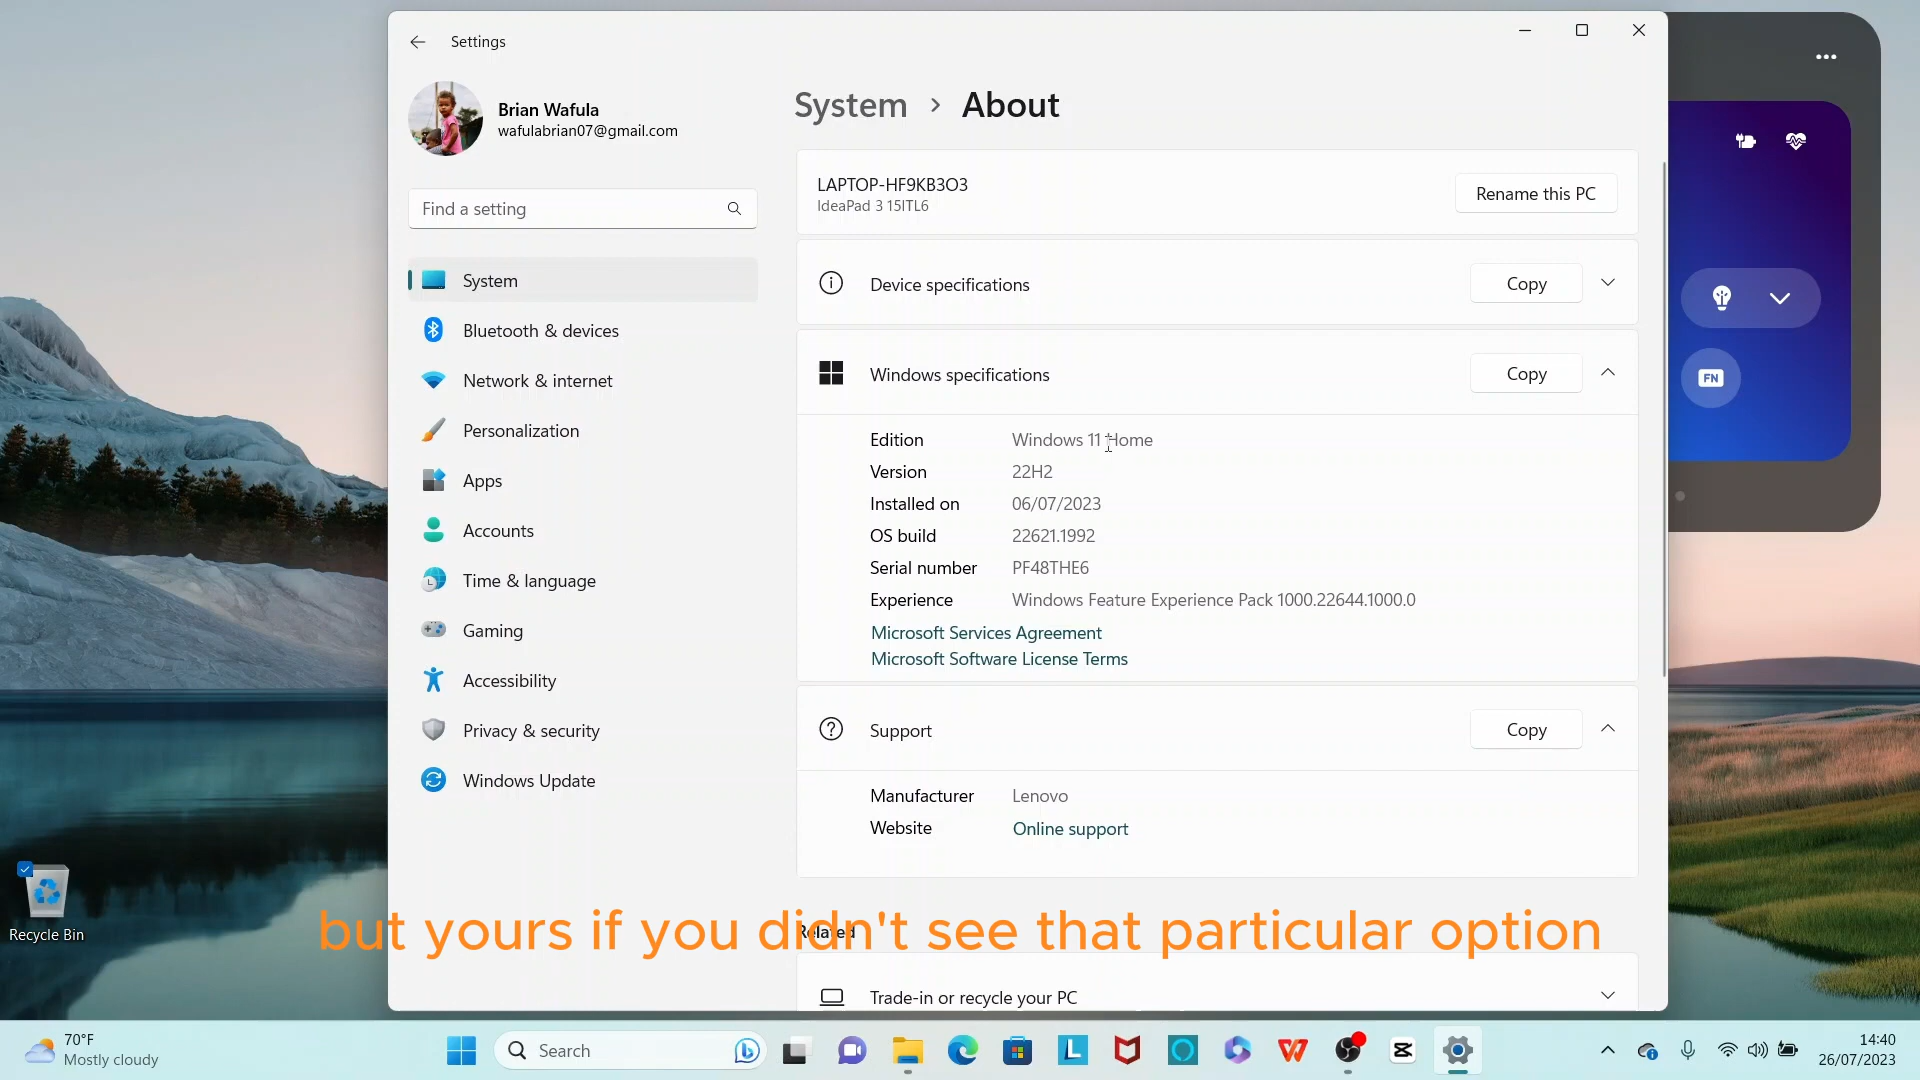 Settings
Brian Wafula
wafulabrian07@gmail.com
Find a setting
System
Bluetooth & devices
Network & internet
Personalization
Apps
Accounts
Time & language
Gaming
Accessibility
Privacy & security
Windows Update
System > About
LAPTOP-HF9KB3O3
IdeaPad 3 15ITL6
Rename this PC
Device specifications
Copy
Windows specifications
Copy
Edition Windows 11 Home
Version 22H2
Installed on 06/07/2023
OS build 22621.1992
Serial number PF48THE6
Experience Windows Feature Experience Pack 1000.22644.1000.0
Microsoft Services Agreement
Microsoft Software License Terms
Support
Copy
Manufacturer Lenovo
Website Online support
Related
but yours if you didn't see that particular option
Trade-in or recycle your PC
FN
Recycle Bin
70°F
Mostly cloudy
Search
L
14:40
26/07/2023